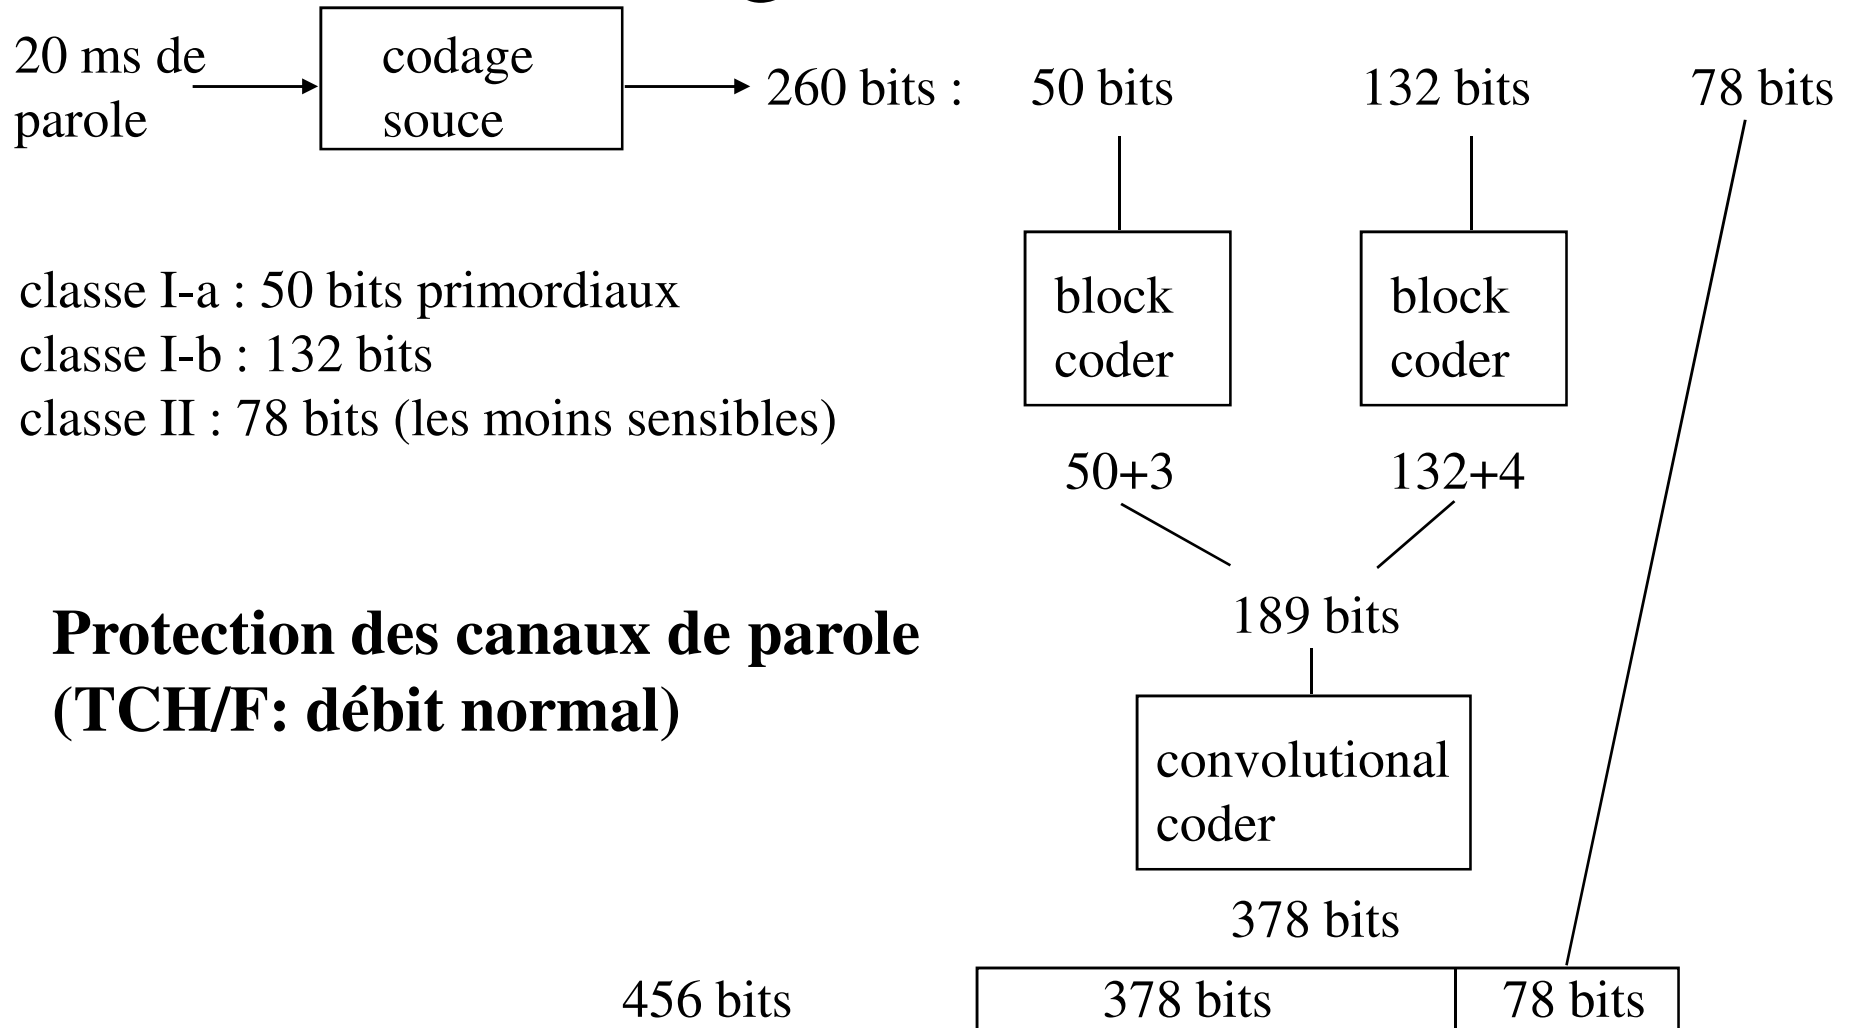 20 ms de
parole
codage
souce
260 bits :
50 bits
132 bits
78 bits
classe I-a : 50 bits primordiaux
classe I-b : 132 bits
classe II : 78 bits (les moins sensibles)
block
coder
block
coder
50+3
132+4
189 bits
Protection des canaux de parole
(TCH/F: débit normal)
convolutional
coder
378 bits
456 bits
378 bits
78 bits